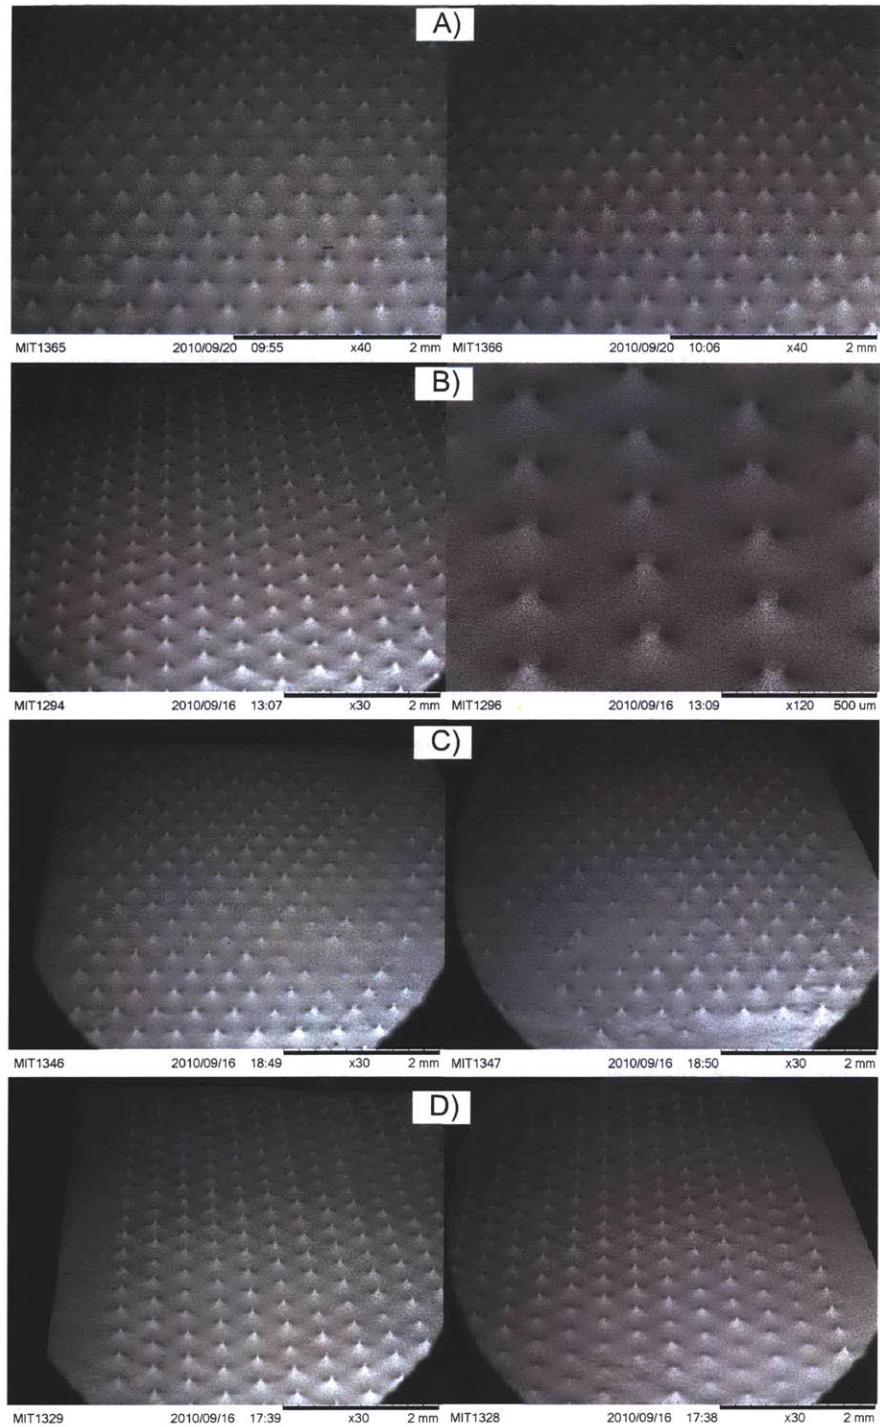 A)
MIT1365 2010/09/20 09:55 x40 2 mm
MIT1366 2010/09/20 10:06 x40 2 mm
B)
MIT1294 2010/09/16 13:07 x30 2 mm
MIT1296 2010/09/16 13:09 x120 500 um
C)
MIT1346 2010/09/16 18:49 x30 2 mm
MIT1347 2010/09/16 18:50 x30 2 mm
D)
MIT1329 2010/09/16 17:39 x30 2 mm
MIT1328 2010/09/16 17:38 x30 2 mm